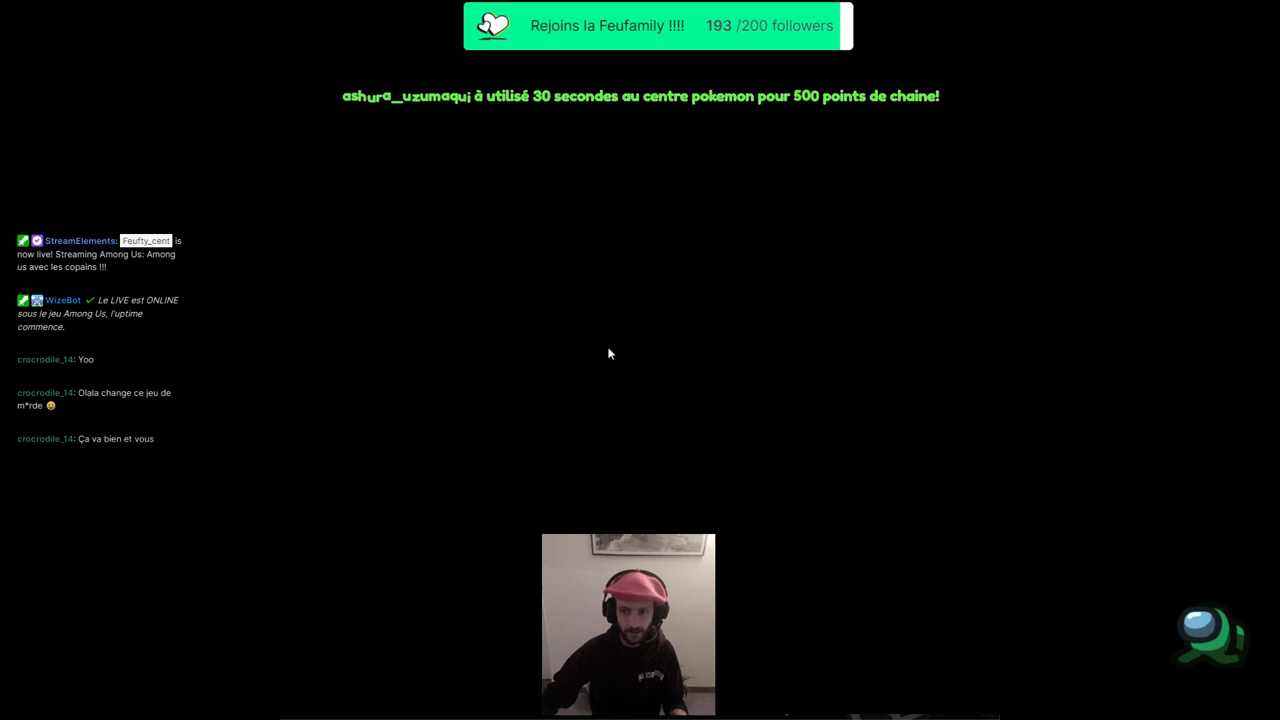 Rejoins la Feufamily !!!! 193 /200 followers
ashura__uzumaqui à utilisé 30 secondes au centre pokemon pour 500 points de chaine!
StreamElements: Feufty_cent is
now live! Streaming Among Us: Among
us avec les copains !!!
WizeBot Le LIVE est ONLINE
sous le jeu Among Us, l'uptime
commence.
crocrodile_14: Yoo
crocrodile_14: Olala change ce jeu de
m*rde
crocrodile_14: Ça va bien et vous